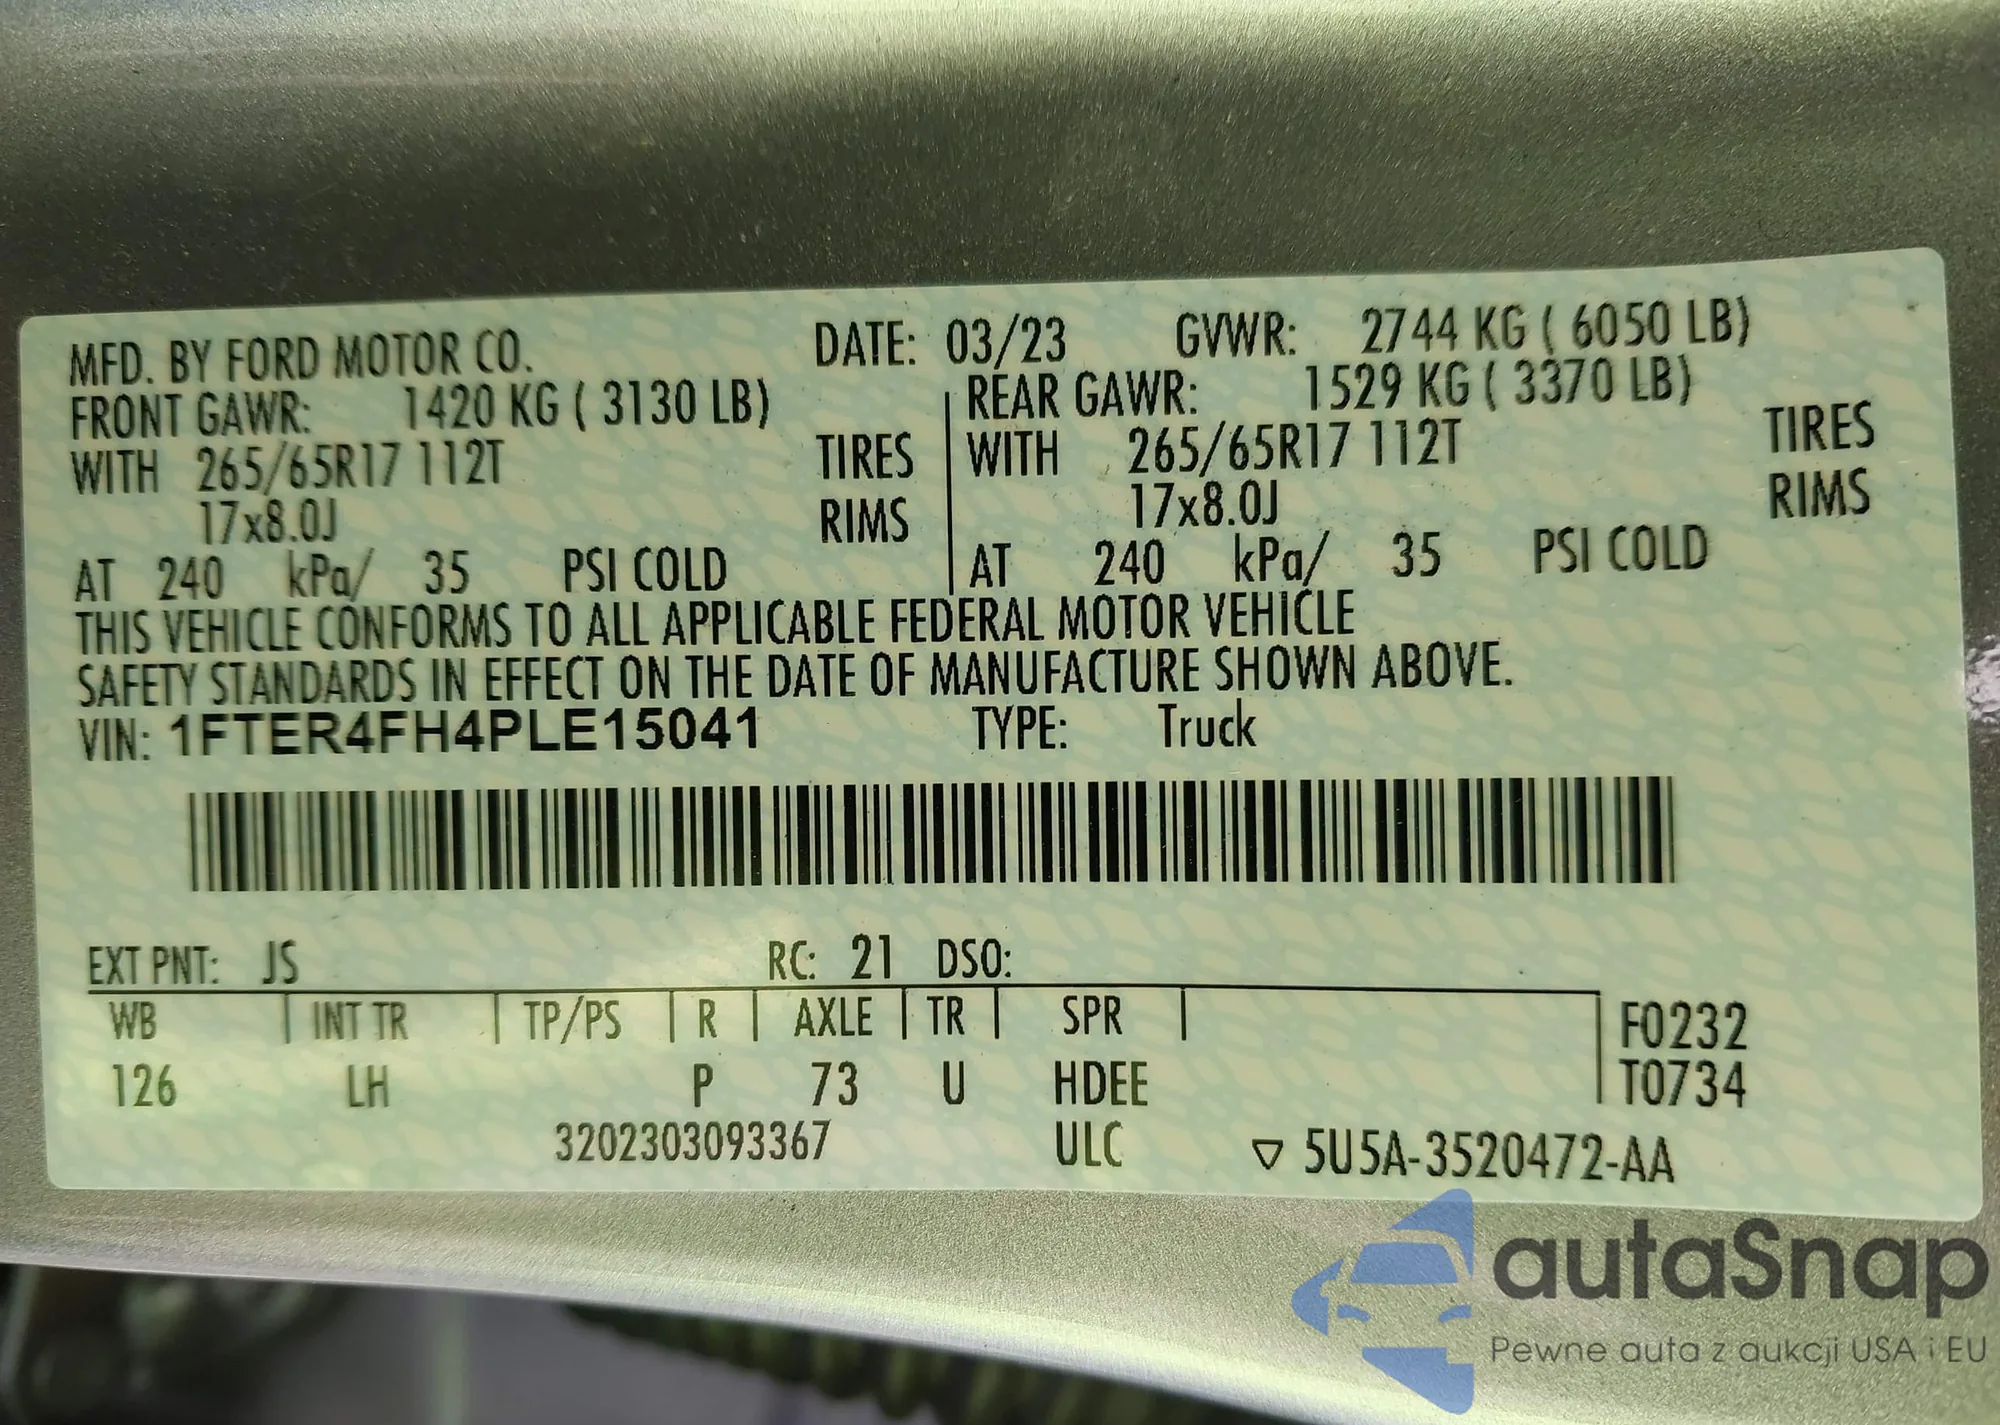 MFD. BY FORD MOTOR CO. DATE: 03/23 GVWR: 2744 KG ( 6050 LB)
FRONT GAWR: 1420 KG ( 3130 LB) REAR GAWR: 1529 KG ( 3370 LB)
WITH 265/65R17 112T TIRES WITH 265/65R17 112T TIRES
17x8.0J RIMS 17x8.0J RIMS
AT 240 kPa/ 35 PSI COLD AT 240 kPa/ 35 PSI COLD
THIS VEHICLE CONFORMS TO ALL APPLICABLE FEDERAL MOTOR VEHICLE
SAFETY STANDARDS IN EFFECT ON THE DATE OF MANUFACTURE SHOWN ABOVE.
VIN: 1FTER4FH4PLE15041 TYPE: Truck
EXT PNT: JS RC: 21 DSO:
WB INT TR TP/PS R AXLE TR SPR F0232
126 LH P 73 U HDEE T0734
3202303093367 ULC ▽ 5U5A-3520472-AA
autaSnap
Pewne auta z aukcji USA i EU